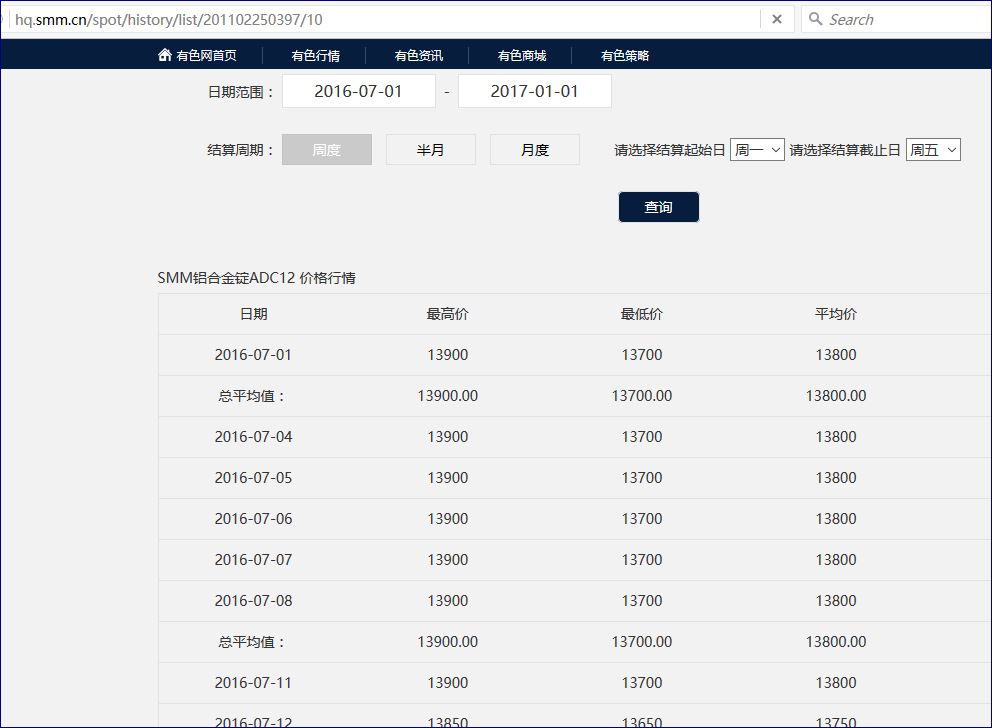 hq.smm.cn/spot/history/list/201102250397/10 Search
有色网首页 有色行情 有色资讯 有色商城 有色策略
日期范围： 2016-07-01 - 2017-01-01
结算周期： 周度 半月 月度 请选择结算起始日 周一 请选择结算截止日 周五
查询
SMM铝合金锭ADC12 价格行情
日期 最高价 最低价 平均价
2016-07-01 13900 13700 13800
总平均值： 13900.00 13700.00 13800.00
2016-07-04 13900 13700 13800
2016-07-05 13900 13700 13800
2016-07-06 13900 13700 13800
2016-07-07 13900 13700 13800
2016-07-08 13900 13700 13800
总平均值： 13900.00 13700.00 13800.00
2016-07-11 13900 13700 13800
2016-07-12 13850 13650 13750